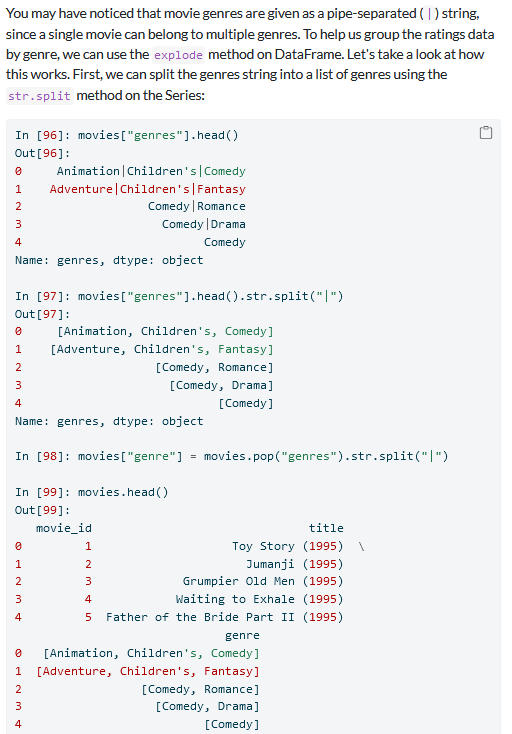 You may have noticed that movie genres are given as a pipe-separated (|) string,
since a single movie can belong to multiple genres. To help us group the ratings data
by genre, we can use the explode method on DataFrame. Let's take a look at how
this works. First, we can split the genres string into a list of genres using the
str.split method on the Series:
In [96]: movies["genres"].head()
Out[96]:
0     Animation|Children's|Comedy
1    Adventure|Children's|Fantasy
2                  Comedy|Romance
3                    Comedy|Drama
4                          Comedy
Name: genres, dtype: object
In [97]: movies["genres"].head().str.split("|")
Out[97]:
0     [Animation, Children's, Comedy]
1    [Adventure, Children's, Fantasy]
2                   [Comedy, Romance]
3                     [Comedy, Drama]
4                            [Comedy]
Name: genres, dtype: object
In [98]: movies["genre"] = movies.pop("genres").str.split("|")
In [99]: movies.head()
Out[99]:
   movie_id                               title
0         1                    Toy Story (1995)  \
1         2                      Jumanji (1995)
2         3             Grumpier Old Men (1995)
3         4            Waiting to Exhale (1995)
4         5  Father of the Bride Part II (1995)
                              genre
0   [Animation, Children's, Comedy]
1  [Adventure, Children's, Fantasy]
2                 [Comedy, Romance]
3                   [Comedy, Drama]
4                          [Comedy]